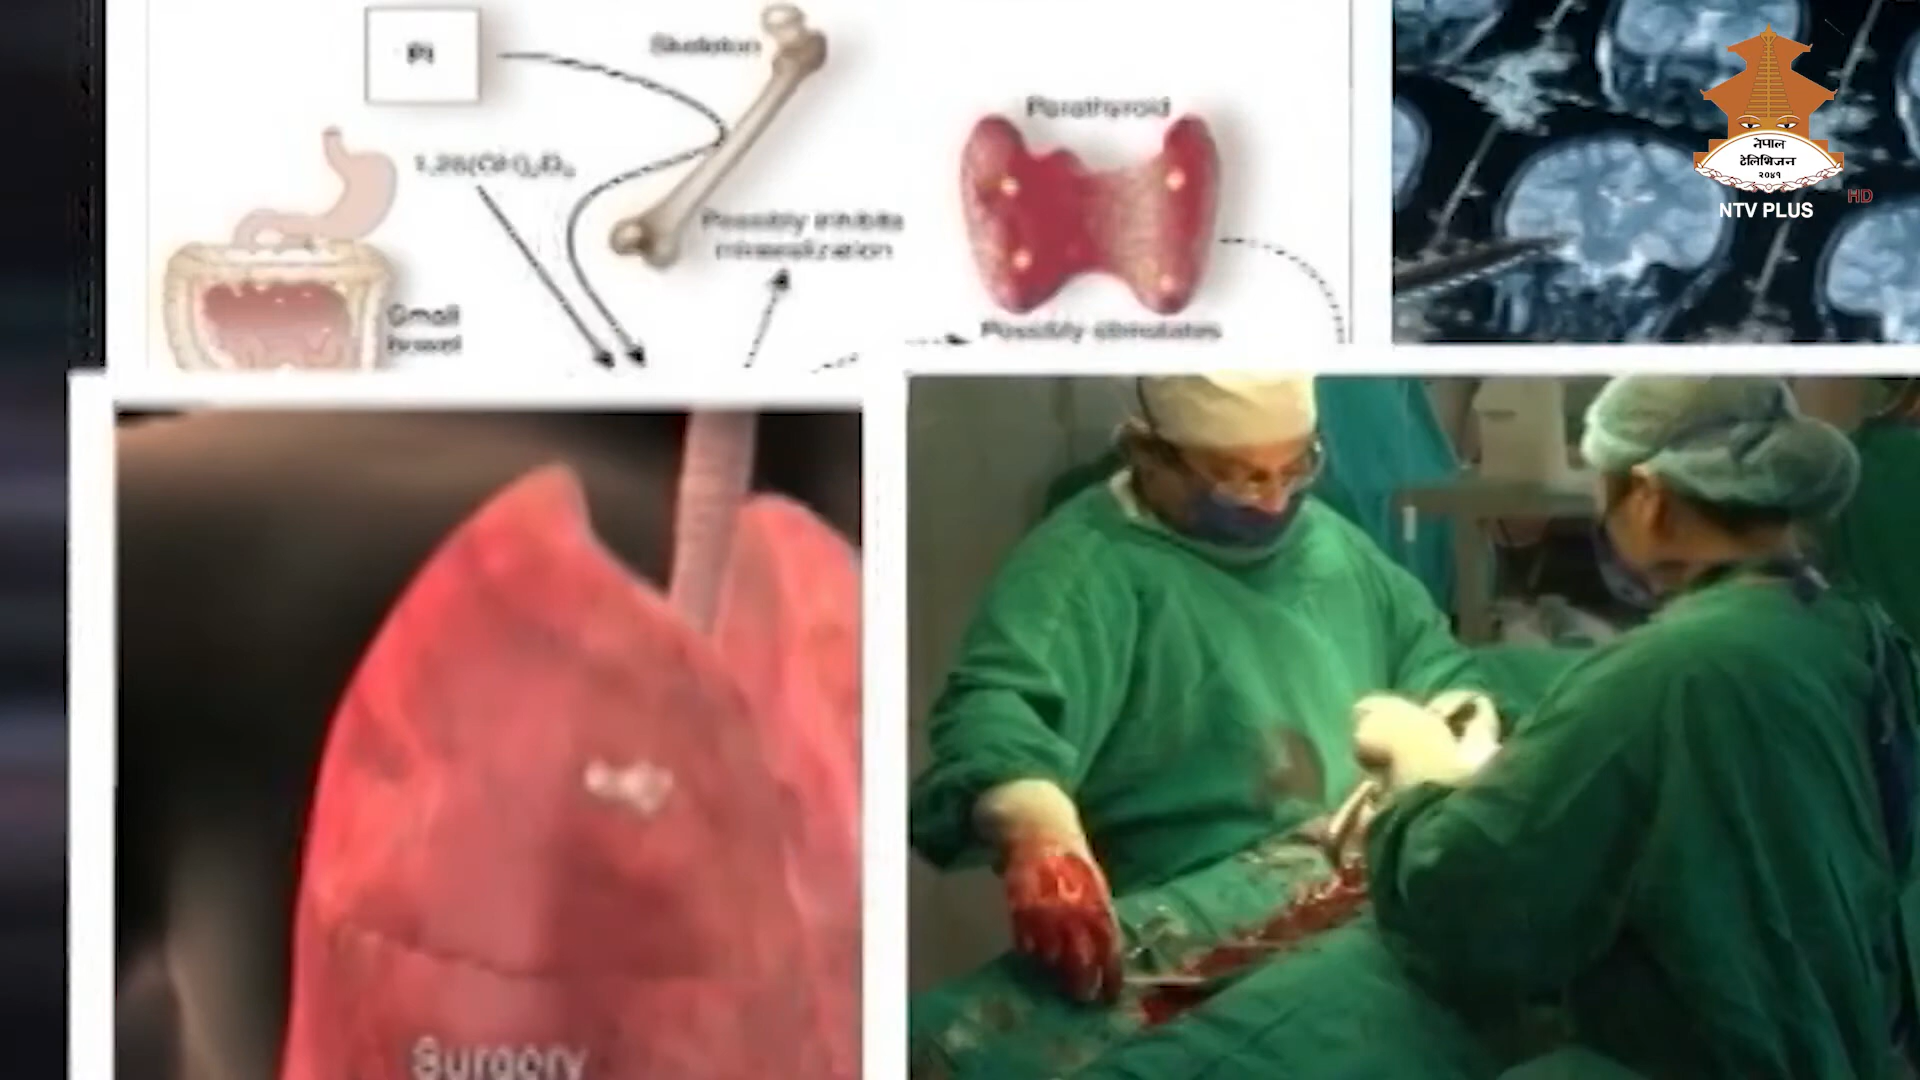 Pi
Skeleton
1,25(OH)₂D₃
Possibly inhibits
mineralization
Small
bowel
Parathyroid
Possibly stimulates
नेपाल
टेलिभिजन
२०४१
NTV PLUS
HD
Surgery